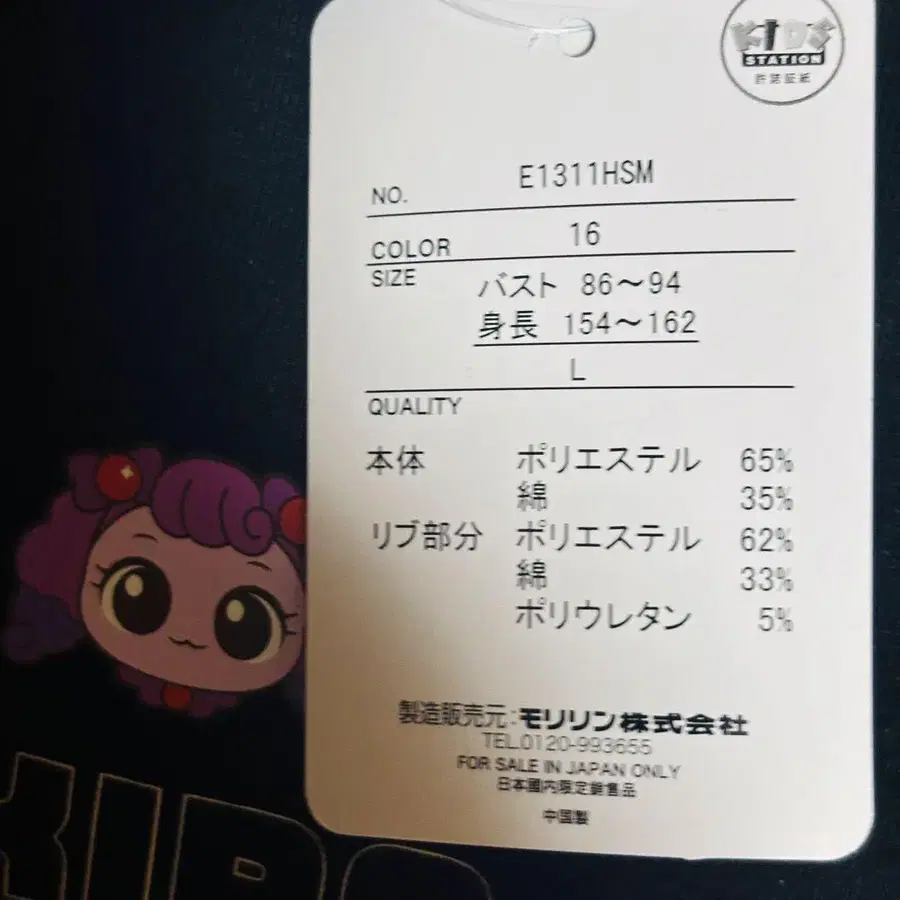 KIDS
STATION
許諾証紙
NO. E1311HSM
COLOR 16
SIZE バスト 86～94
身長 154～162
L
QUALITY
本体 ポリエステル 65%
綿 35%
リブ部分 ポリエステル 62%
綿 33%
ポリウレタン 5%
製造販売元：モリリン株式会社
TEL.0120-993655
FOR SALE IN JAPAN ONLY
日本國内限定銷售品
中国製